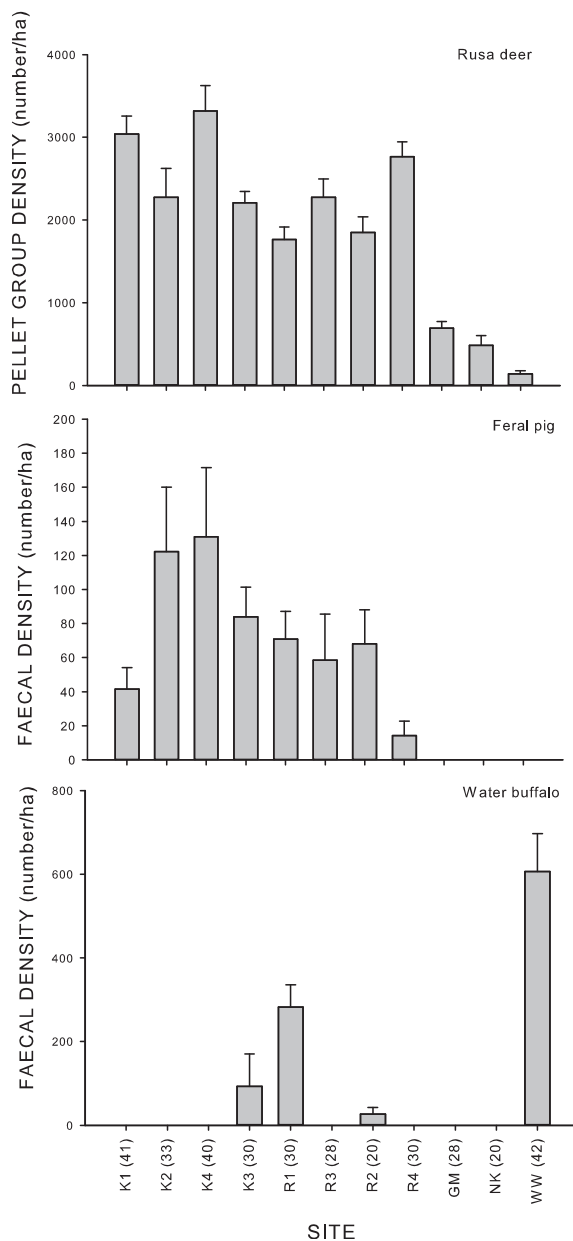 Rusa deer
PELLET GROUP DENSITY (number/ha)
4000
3000
2000
1000
0
Feral pig
FAECAL DENSITY (number/ha)
200
180
160
140
120
100
80
60
40
20
0
Water buffalo
FAECAL DENSITY (number/ha)
800
600
400
200
0
K1 (41)
K2 (33)
K4 (40)
K3 (30)
R1 (30)
R3 (28)
R2 (20)
R4 (30)
GM (28)
NK (20)
WW (42)
SITE